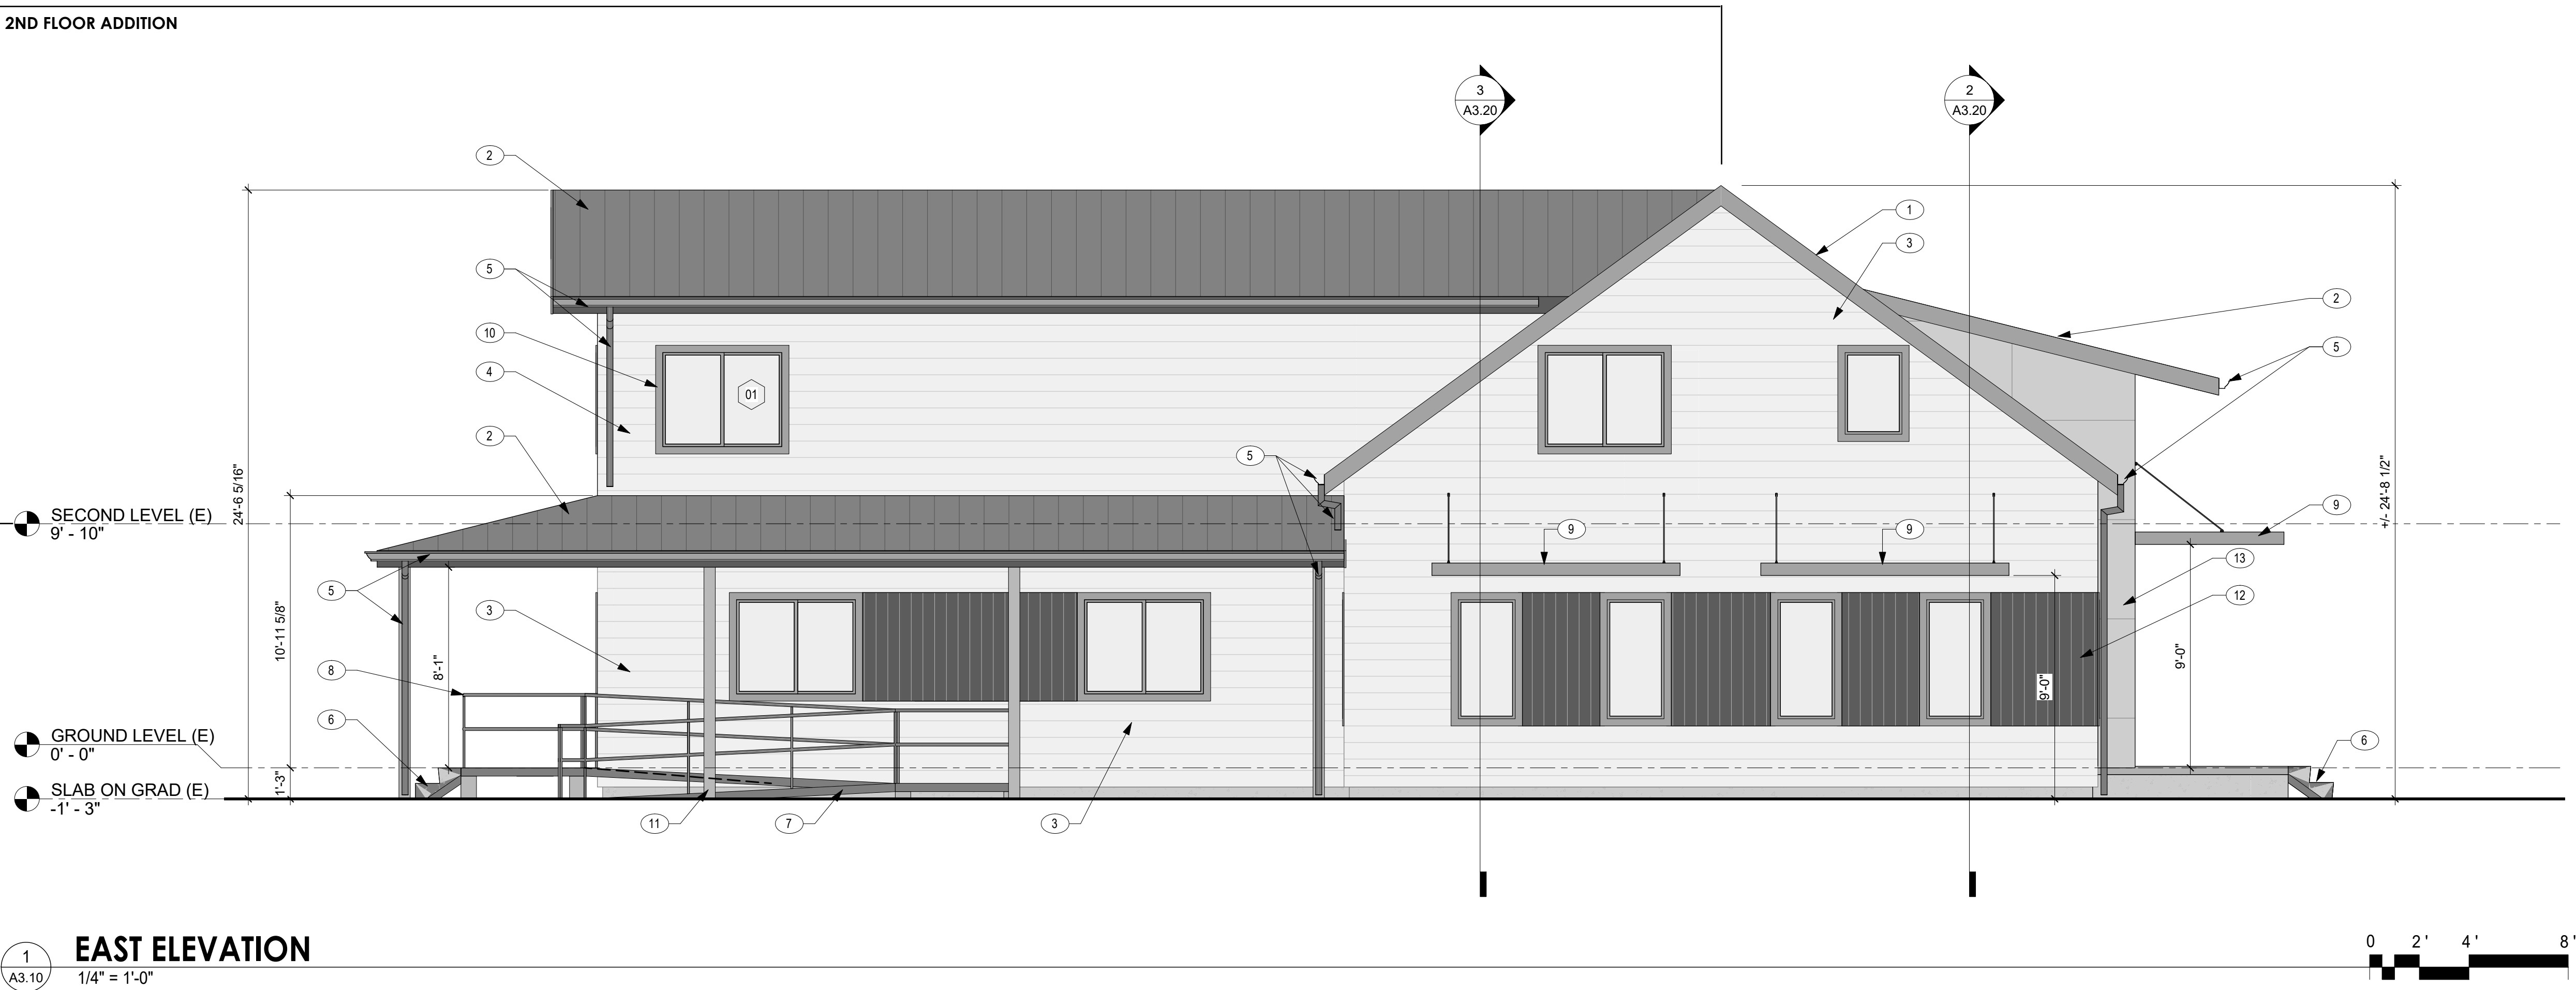 2ND FLOOR ADDITION
3
A3.20
2
A3.20
2
1
3
5
2
10
5
4
2
5
24'-6 5/16"
+/- 24'-8 1/2"
SECOND LEVEL (E)
9' - 10"
9
9
9
01
13
5
12
3
10'-11 5/8"
8'-1"
9'-0"
9'-0"
8
6
6
GROUND LEVEL (E)
0' - 0"
1'-3"
SLAB ON GRAD (E)
-1' - 3"
11
7
3
1
A3.10
EAST ELEVATION
1/4" = 1'-0"
0 2' 4' 8'